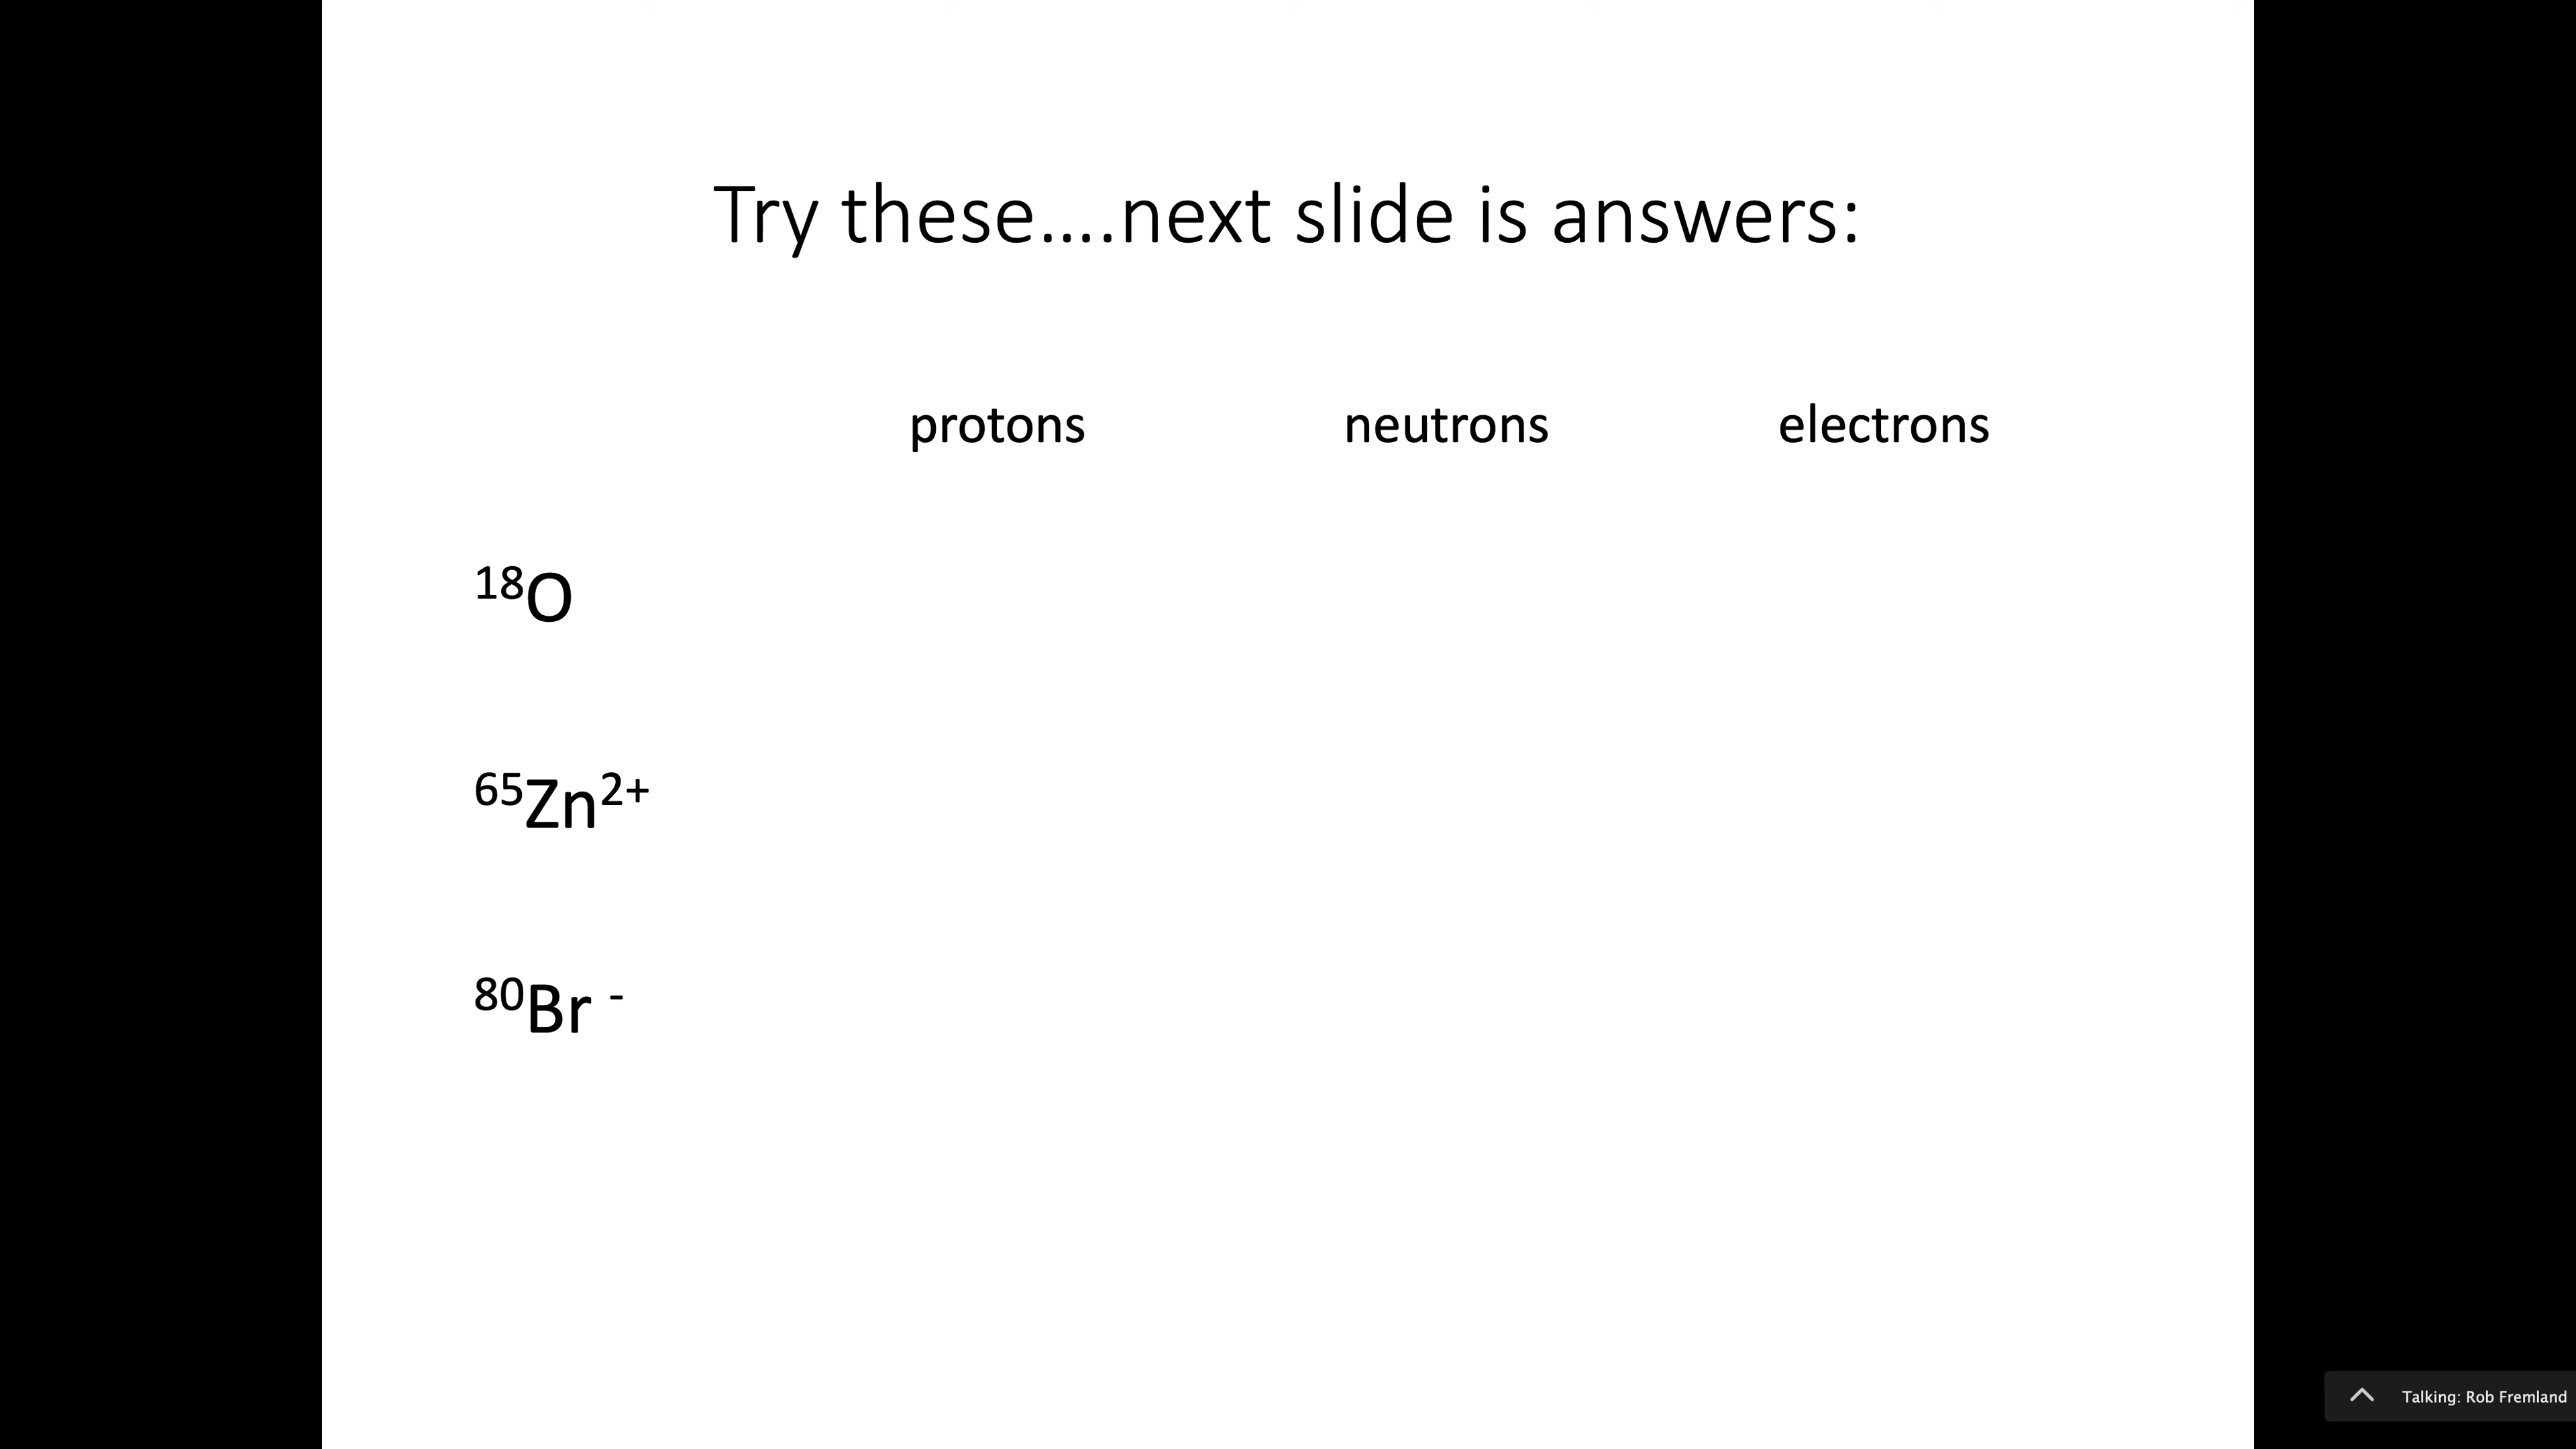 Try these....next slide is answers:
protons neutrons electrons
¹⁸O
⁶⁵Zn²⁺
⁸⁰Br ⁻
Talking: Rob Fremland